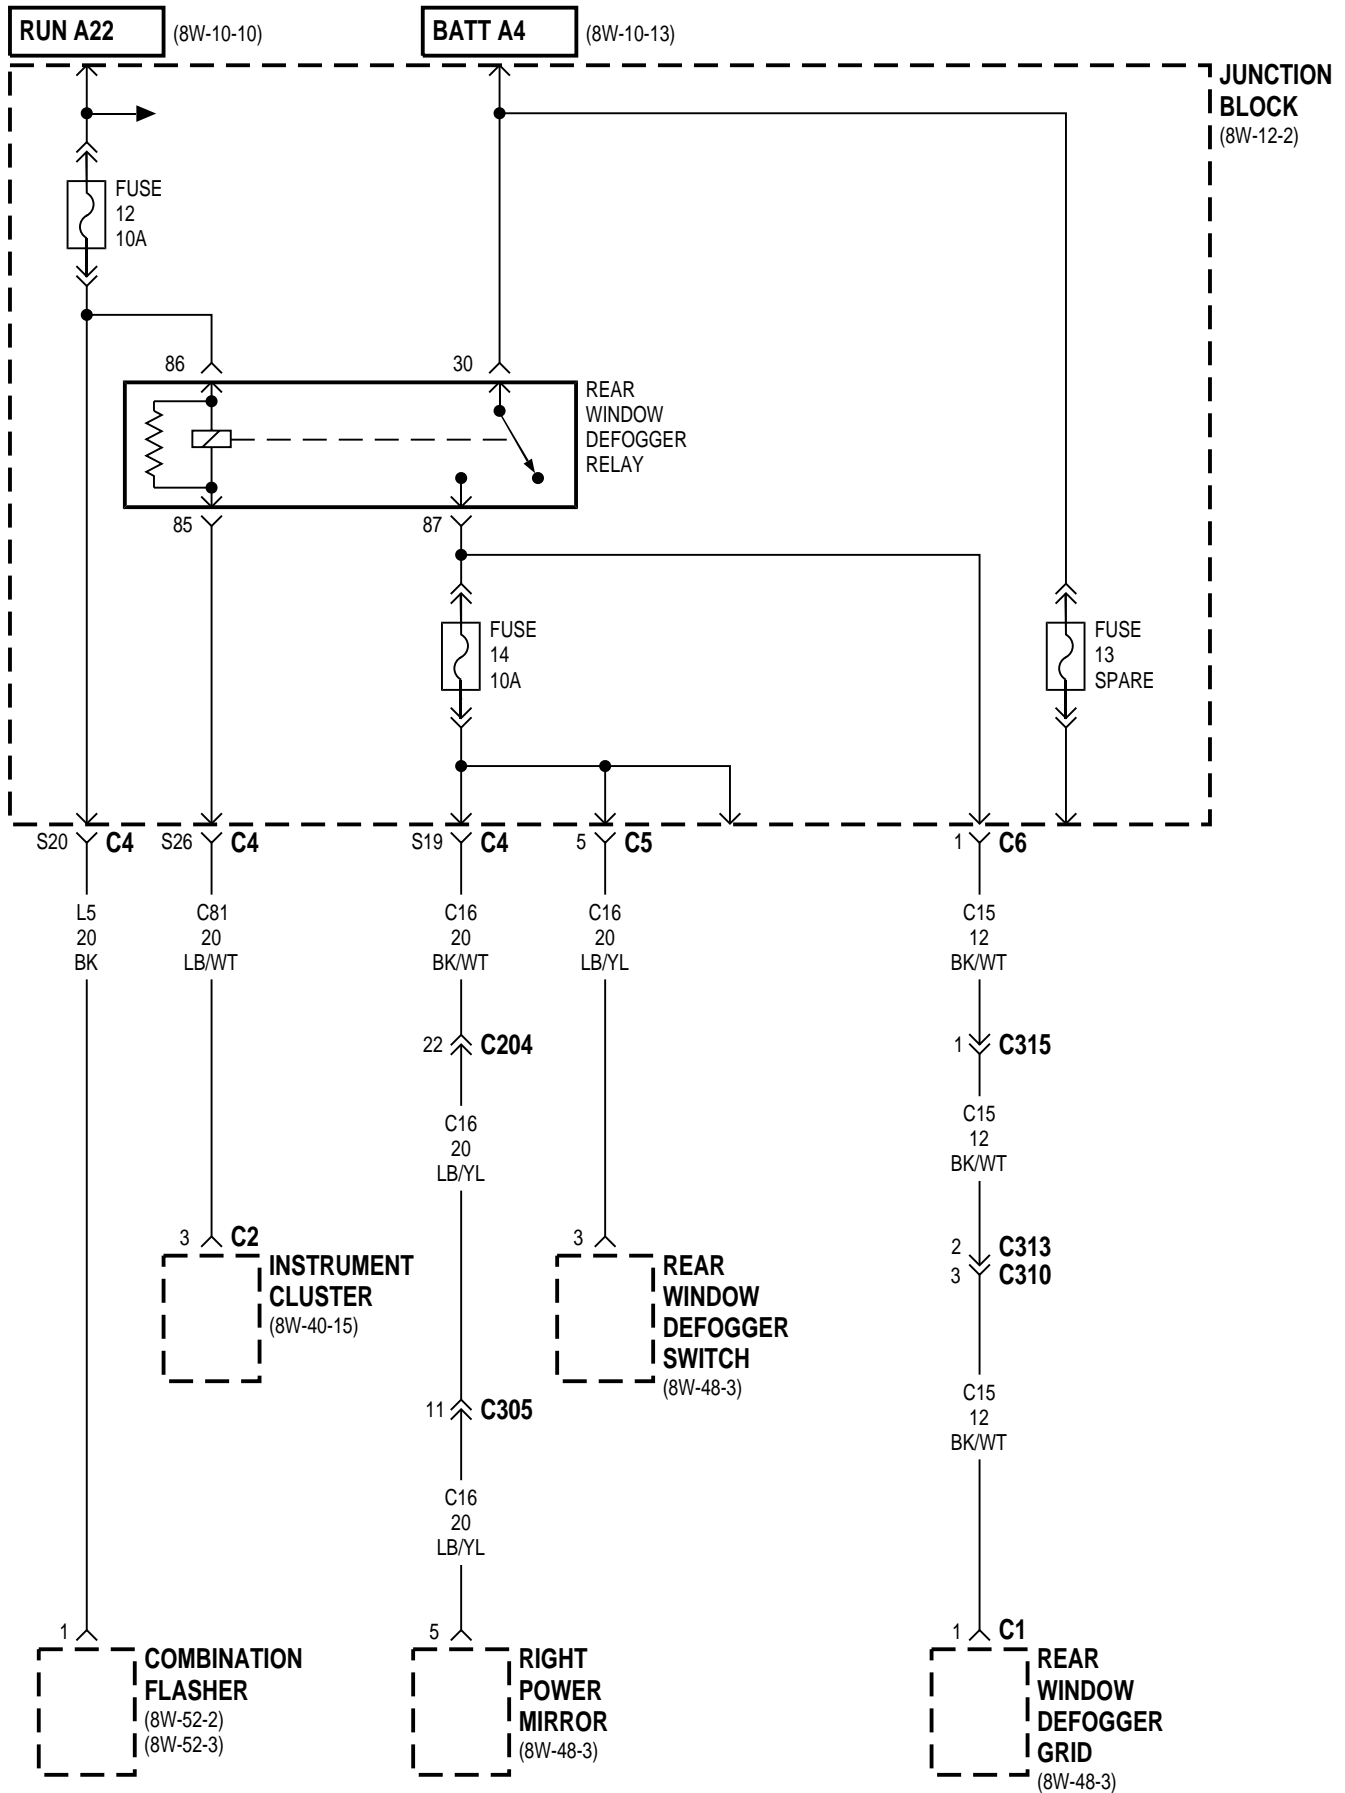 RUN A22
(8W-10-10)
BATT A4
(8W-10-13)
JUNCTION
BLOCK
(8W-12-2)
FUSE
12
10A
86
30
REAR
WINDOW
DEFOGGER
RELAY
85
87
FUSE
14
10A
FUSE
13
SPARE
S20
C4
S26
C4
S19
C4
5
C5
1
C6
L5
20
BK
C81
20
LB/WT
C16
20
BK/WT
C16
20
LB/YL
C15
12
BK/WT
22
C204
1
C315
C16
20
LB/YL
C15
12
BK/WT
3
C2
INSTRUMENT
CLUSTER
(8W-40-15)
3
REAR
WINDOW
DEFOGGER
SWITCH
(8W-48-3)
2
C313
3
C310
11
C305
C15
12
BK/WT
C16
20
LB/YL
1
COMBINATION
FLASHER
(8W-52-2)
(8W-52-3)
5
RIGHT
POWER
MIRROR
(8W-48-3)
1
C1
REAR
WINDOW
DEFOGGER
GRID
(8W-48-3)